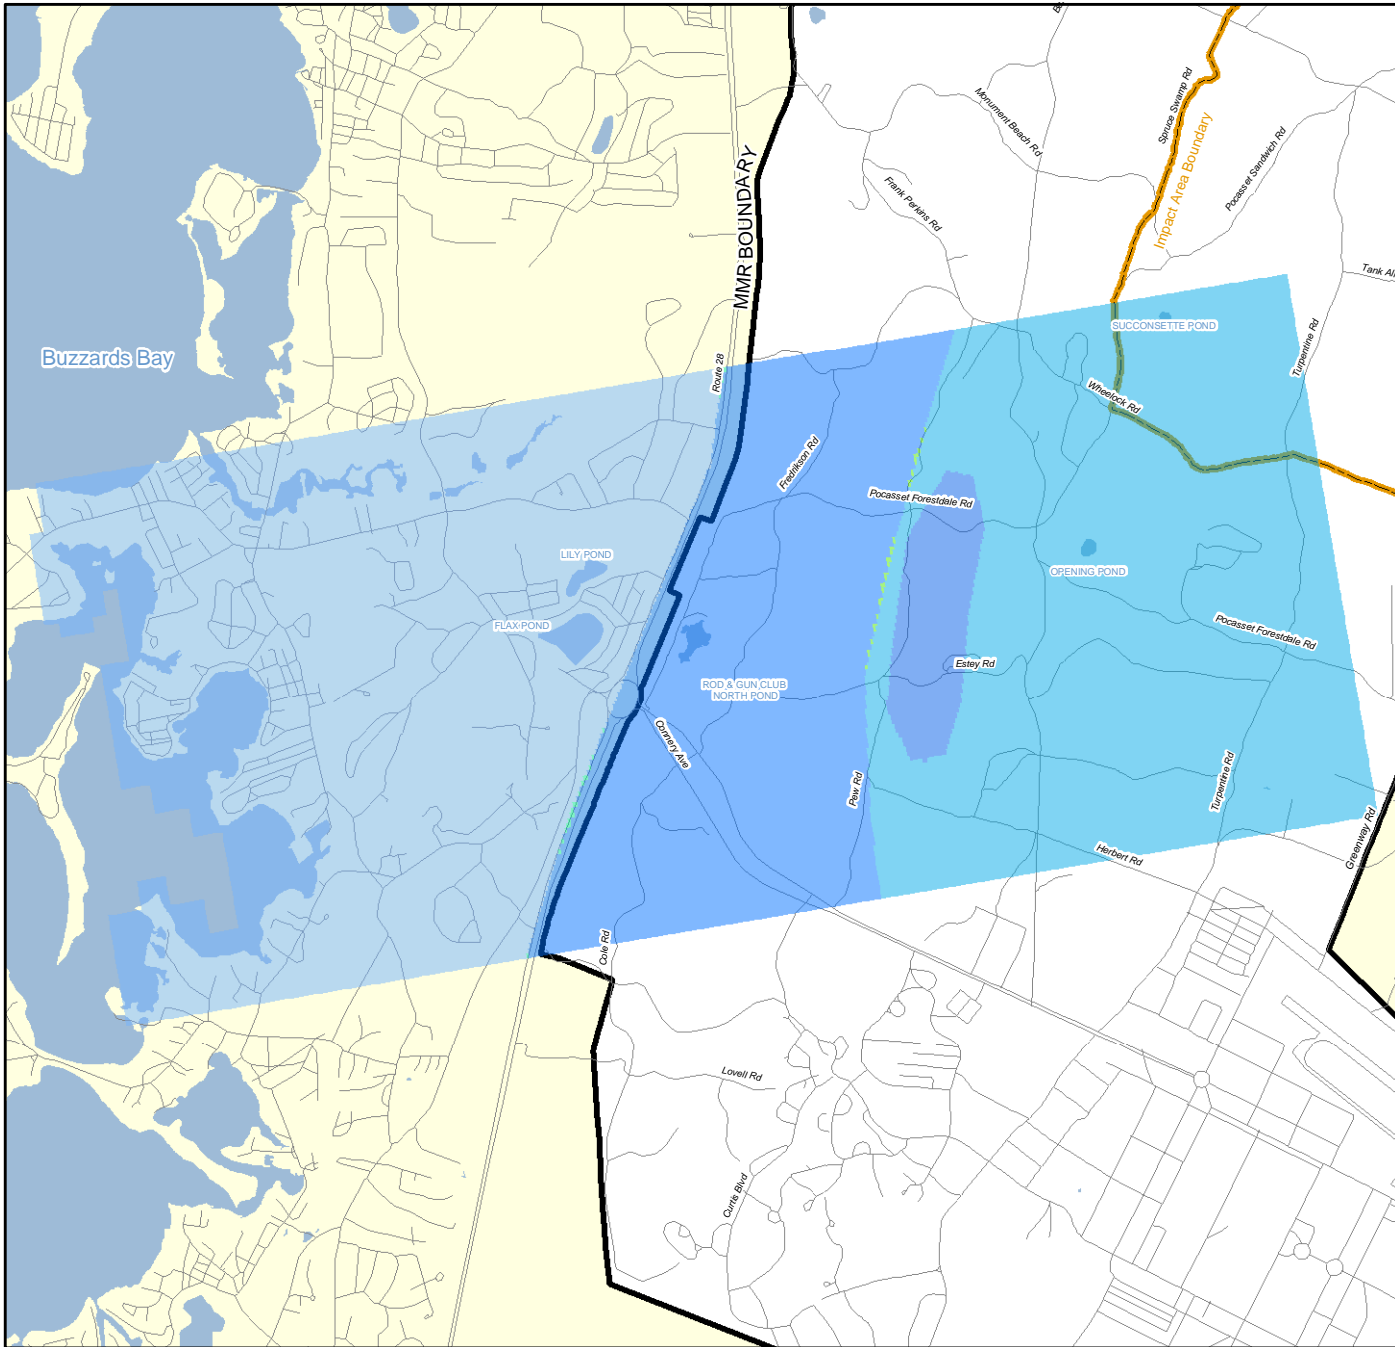 Monument Beach Rd
Spruce Swamp Rd
Impact Area Boundary
Pocasset Sandwich Rd
Frank Perkins Rd
MMR BOUNDARY
SUCCONSETTE POND
Turpentine Rd
Buzzards Bay
Route 28
Wheelock Rd
Fredrikson Rd
Pocasset Forestdale Rd
LILY POND
OPENING POND
FLAX POND
Pocasset Forestdale Rd
Estey Rd
ROD & GUN CLUB
NORTH POND
Connery Ave
Pew Rd
Turpentine Rd
Greenway Rd
Herbert Rd
Cole Rd
Lovell Rd
Curtis Blvd